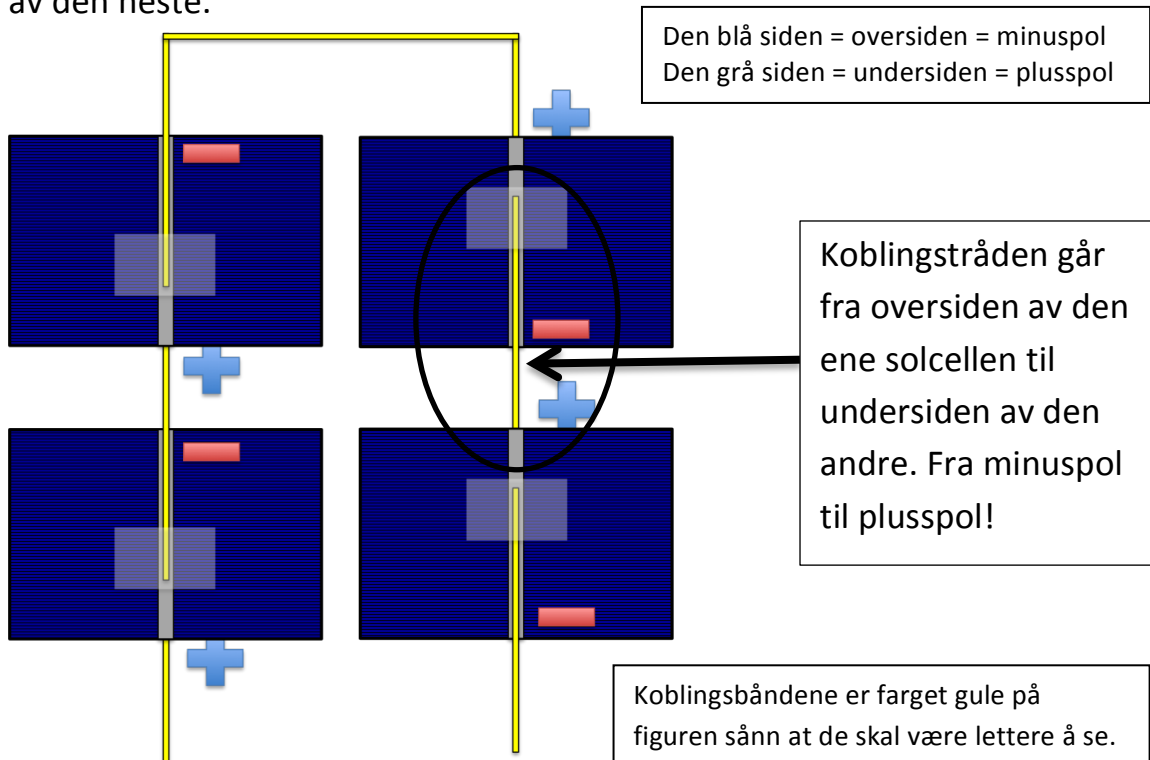 av den neste.
Den blå siden = oversiden = minuspol
Den grå siden = undersiden = plusspol
Koblingstråden går
fra oversiden av den
ene solcellen til
undersiden av den
andre. Fra minuspol
til plusspol!
Koblingsbåndene er farget gule på
figuren sånn at de skal være lettere å se.